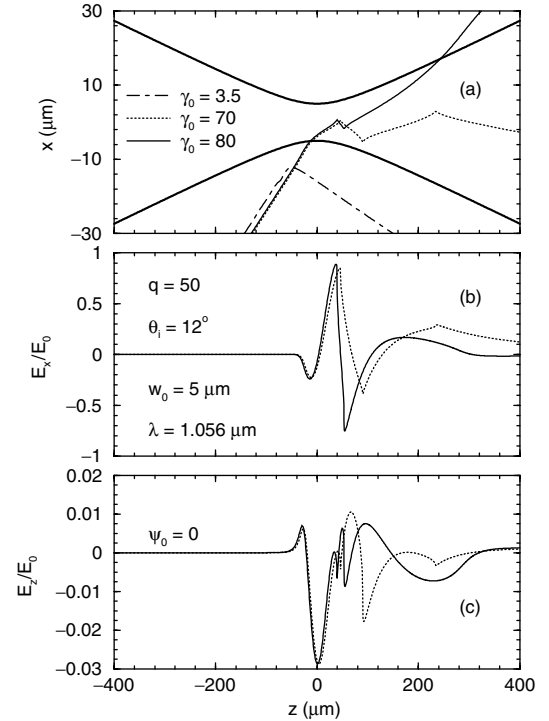 30
10
−10
−30
x (μm)
(a)
γ₀ = 3.5
γ₀ = 70
γ₀ = 80
1
0.5
0
−0.5
−1
Eₓ/E₀
q = 50
(b)
θᵢ = 12°
w₀ = 5 μm
λ = 1.056 μm
0.02
0.01
0
−0.01
−0.02
−0.03
E_z/E₀
ψ₀ = 0
(c)
−400 −200 0 200 400
z (μm)